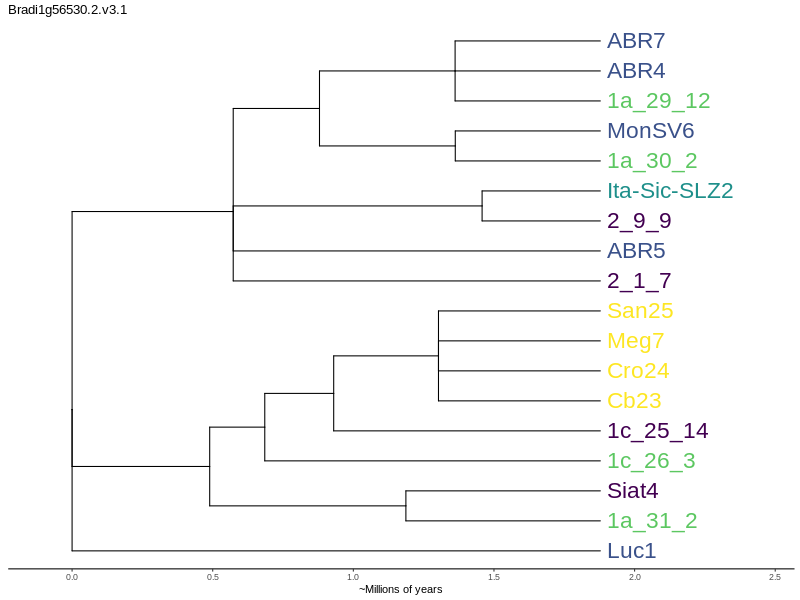 Bradi1g56530.2.v3.1
ABR7
ABR4
1a_29_12
MonSV6
1a_30_2
Ita-Sic-SLZ2
2_9_9
ABR5
2_1_7
San25
Meg7
Cro24
Cb23
1c_25_14
1c_26_3
Siat4
1a_31_2
Luc1
0.0 0.5 1.0 1.5 2.0 2.5
~Millions of years